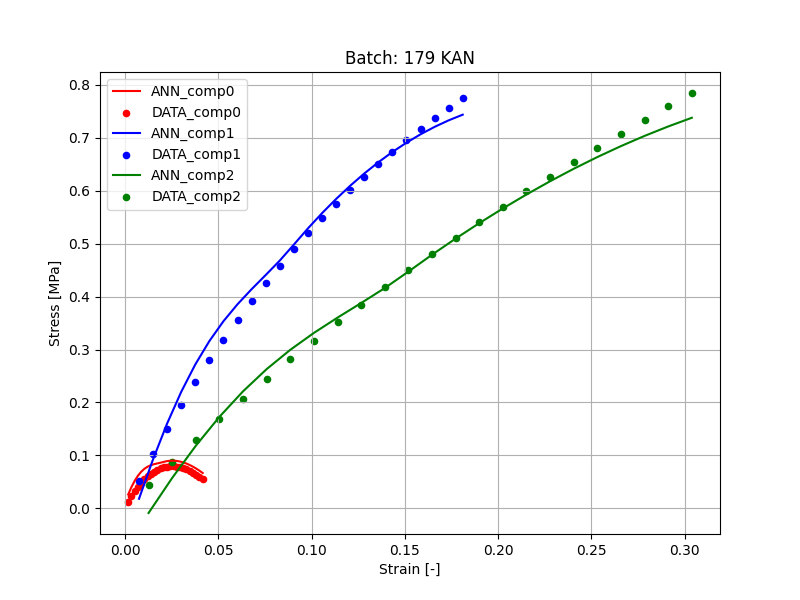 Batch: 179 KAN
ANN_comp0
DATA_comp0
ANN_comp1
DATA_comp1
ANN_comp2
DATA_comp2
Stress [MPa]
0.8
0.7
0.6
0.5
0.4
0.3
0.2
0.1
0.0
0.00 0.05 0.10 0.15 0.20 0.25 0.30
Strain [-]